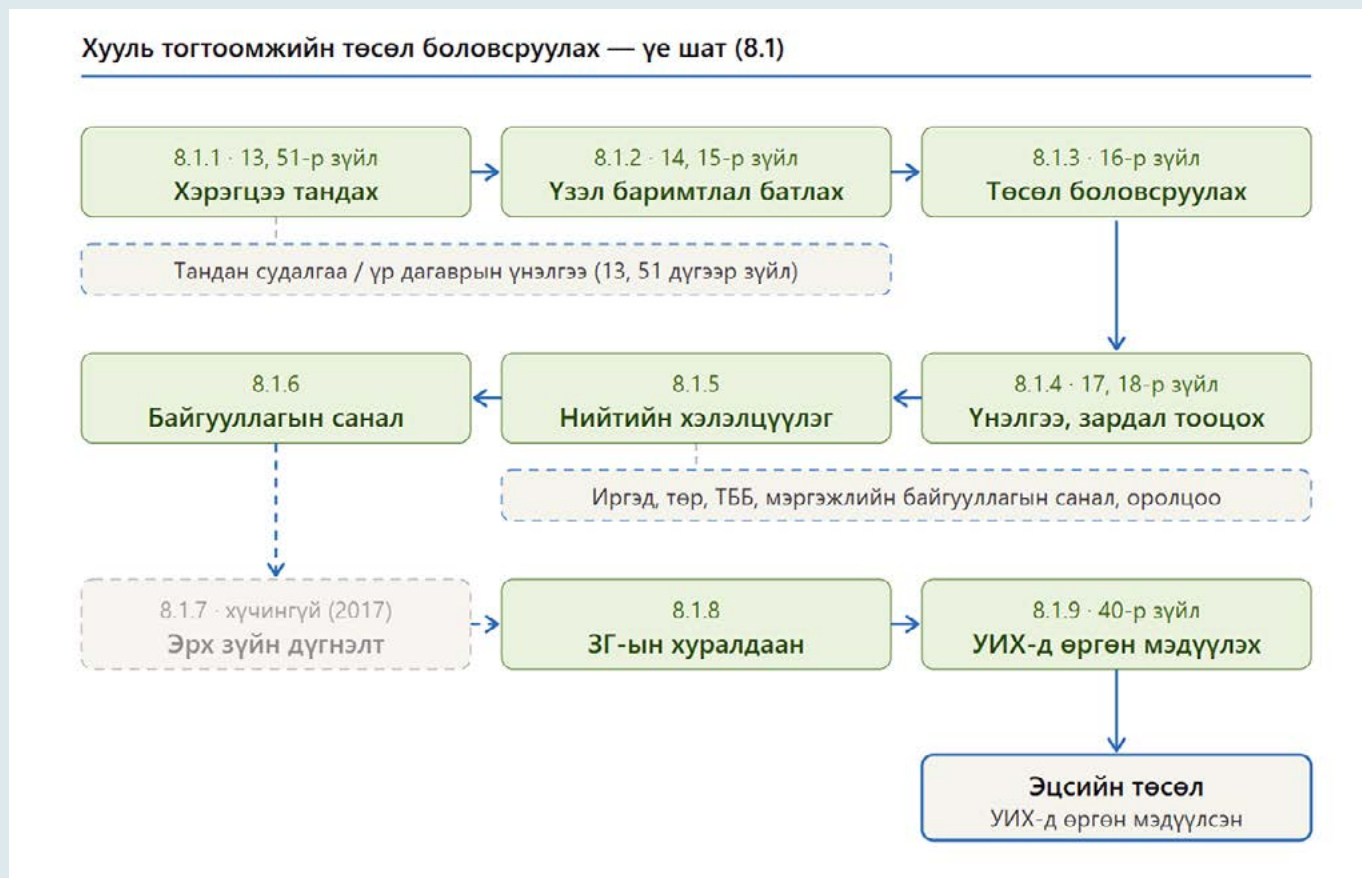 Хууль тогтоомжийн төсөл боловсруулах — үе шат (8.1)
8.1.1 · 13, 51-р зүйл
Хэрэгцээ тандах
8.1.2 · 14, 15-р зүйл
Үзэл баримтлал батлах
8.1.3 · 16-р зүйл
Төсөл боловсруулах
Тандан судалгаа / үр дагаврын үнэлгээ (13, 51 дүгээр зүйл)
8.1.6
Байгууллагын санал
8.1.5
Нийтийн хэлэлцүүлэг
8.1.4 · 17, 18-р зүйл
Үнэлгээ, зардал тооцох
Иргэд, төр, ТББ, мэргэжлийн байгууллагын санал, оролцоо
8.1.7 · хүчингүй (2017)
Эрх зүйн дүгнэлт
8.1.8
ЗГ-ын хуралдаан
8.1.9 · 40-р зүйл
УИХ-д өргөн мэдүүлэх
Эцсийн төсөл
УИХ-д өргөн мэдүүлсэн